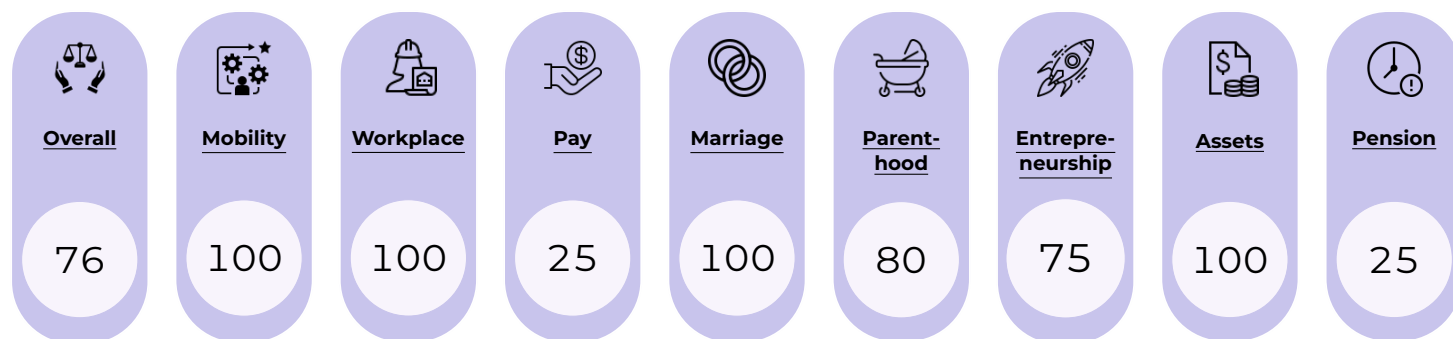 Overall
76
Mobility
100
Workplace
100
Pay
25
Marriage
100
Parent-
hood
80
Entrepre-
neurship
75
$
Assets
100
Pension
25